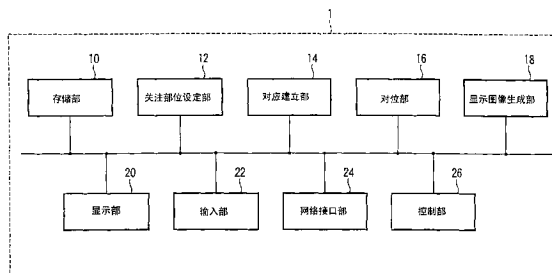 1
10 12 14 16 18
存储部 关注部位设定部 对应建立部 对位部 显示图像生成部
20 22 24 26
显示部 输入部 网络接口部 控制部